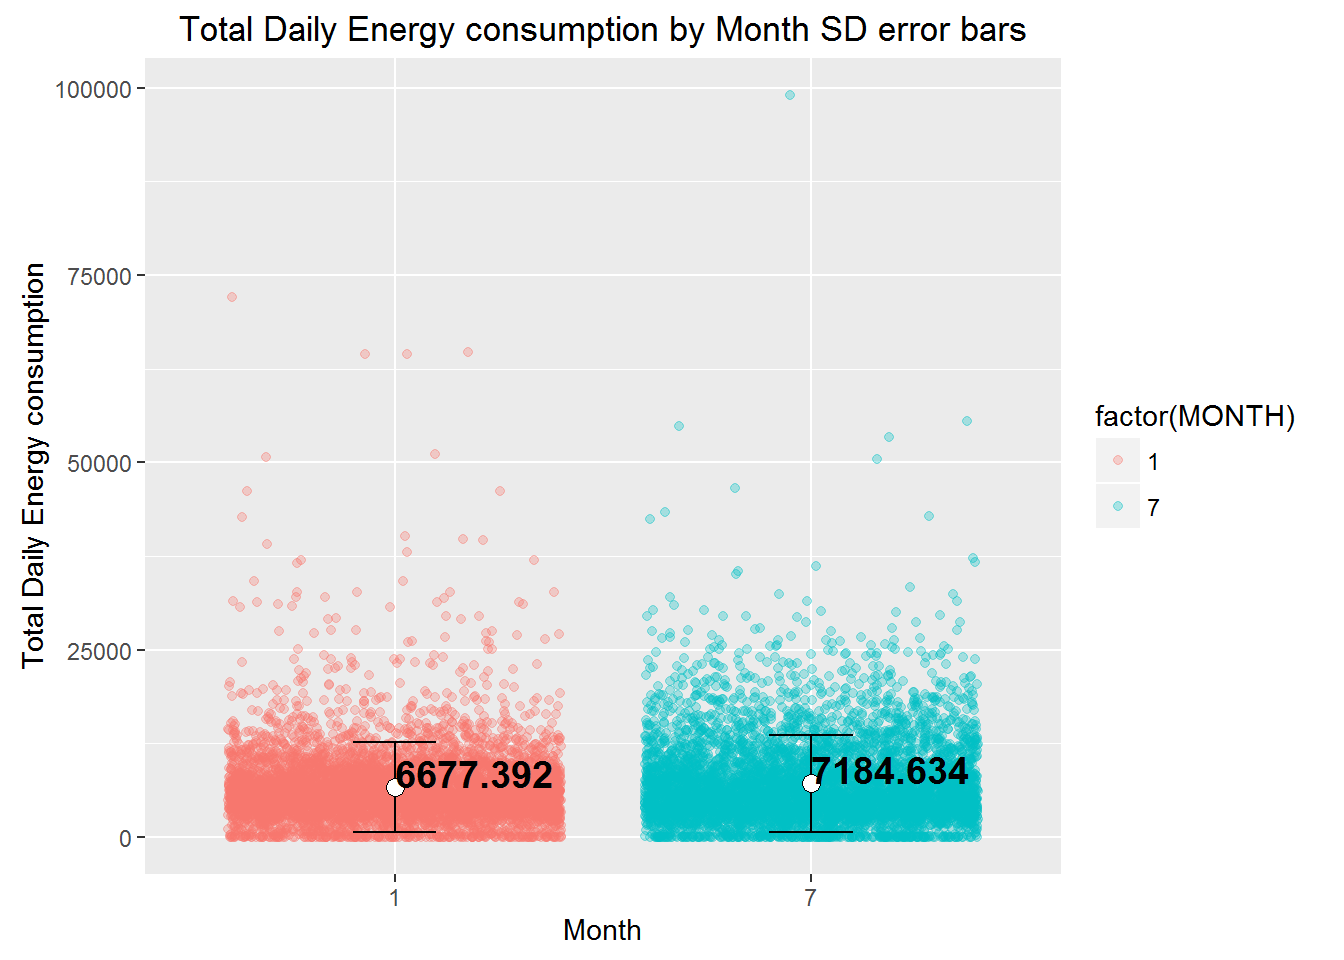 Total Daily Energy consumption by Month SD error bars
Total Daily Energy consumption
100000
75000
50000
25000
0
6677.392
7184.634
1
7
Month
factor(MONTH)
1
7